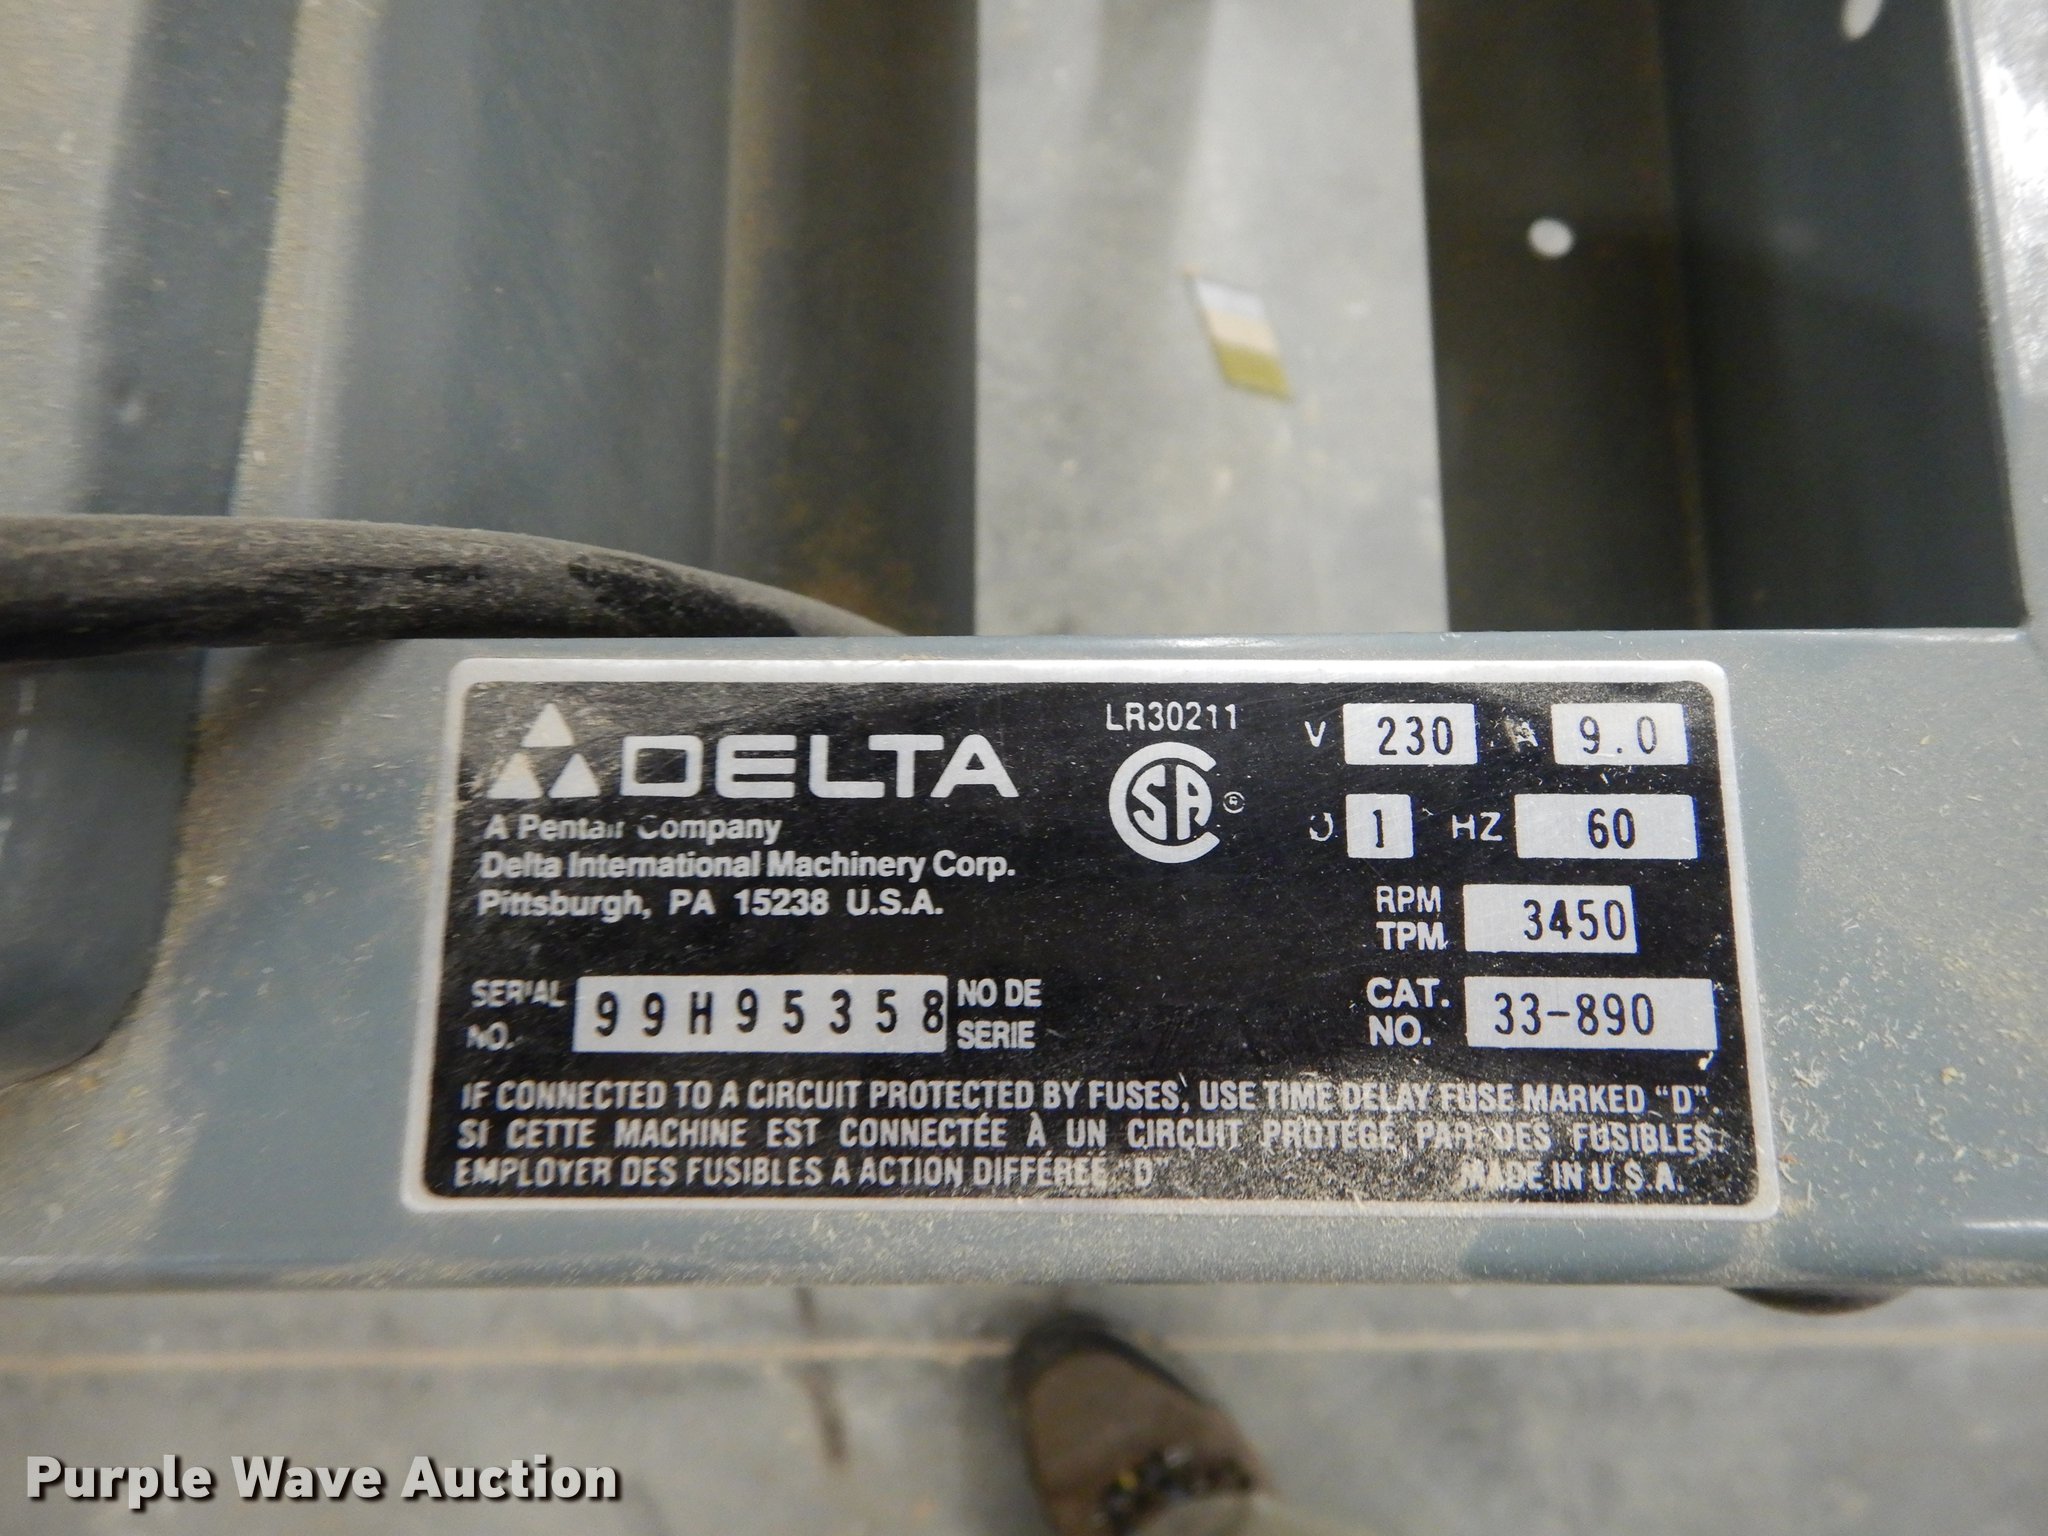 DELTA
A Pentair Company
Delta International Machinery Corp.
Pittsburgh, PA 15238 U.S.A.
LR30211
CSA ®
V 230 A 9.0
1 HZ 60
RPM
TPM 3450
CAT.
NO. 33-890
SERIAL
NO. 99H95358 NO DE
SERIE
IF CONNECTED TO A CIRCUIT PROTECTED BY FUSES, USE TIME DELAY FUSE MARKED "D".
SI CETTE MACHINE EST CONNECTÉE À UN CIRCUIT PROTÉGÉ PAR DES FUSIBLES
EMPLOYER DES FUSIBLES A ACTION DIFFÉRÉE "D"
MADE IN U.S.A.
Purple Wave Auction